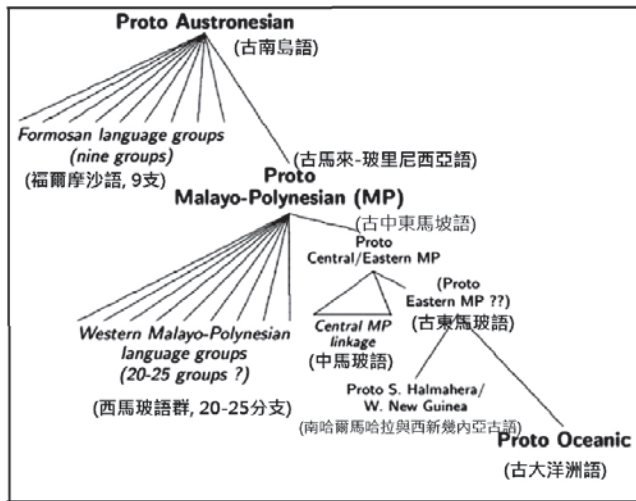 Proto Austronesian
(古南島語)
Formosan language groups
(nine groups)
(福爾摩沙語, 9支)
(古馬來-玻里尼西亞語)
Proto
Malayo-Polynesian (MP)
(古中東馬坡語)
Proto
Central/Eastern MP
(Proto
Eastern MP ??)
(古東馬玻語)
Western Malayo-Polynesian
language groups
(20-25 groups ?)
(西馬玻語群, 20-25分支)
Central MP
linkage
(中馬玻語)
Proto S. Halmahera/
W. New Guinea
(南哈爾馬哈拉與西新幾內亞古語)
Proto Oceanic
(古大洋洲語)